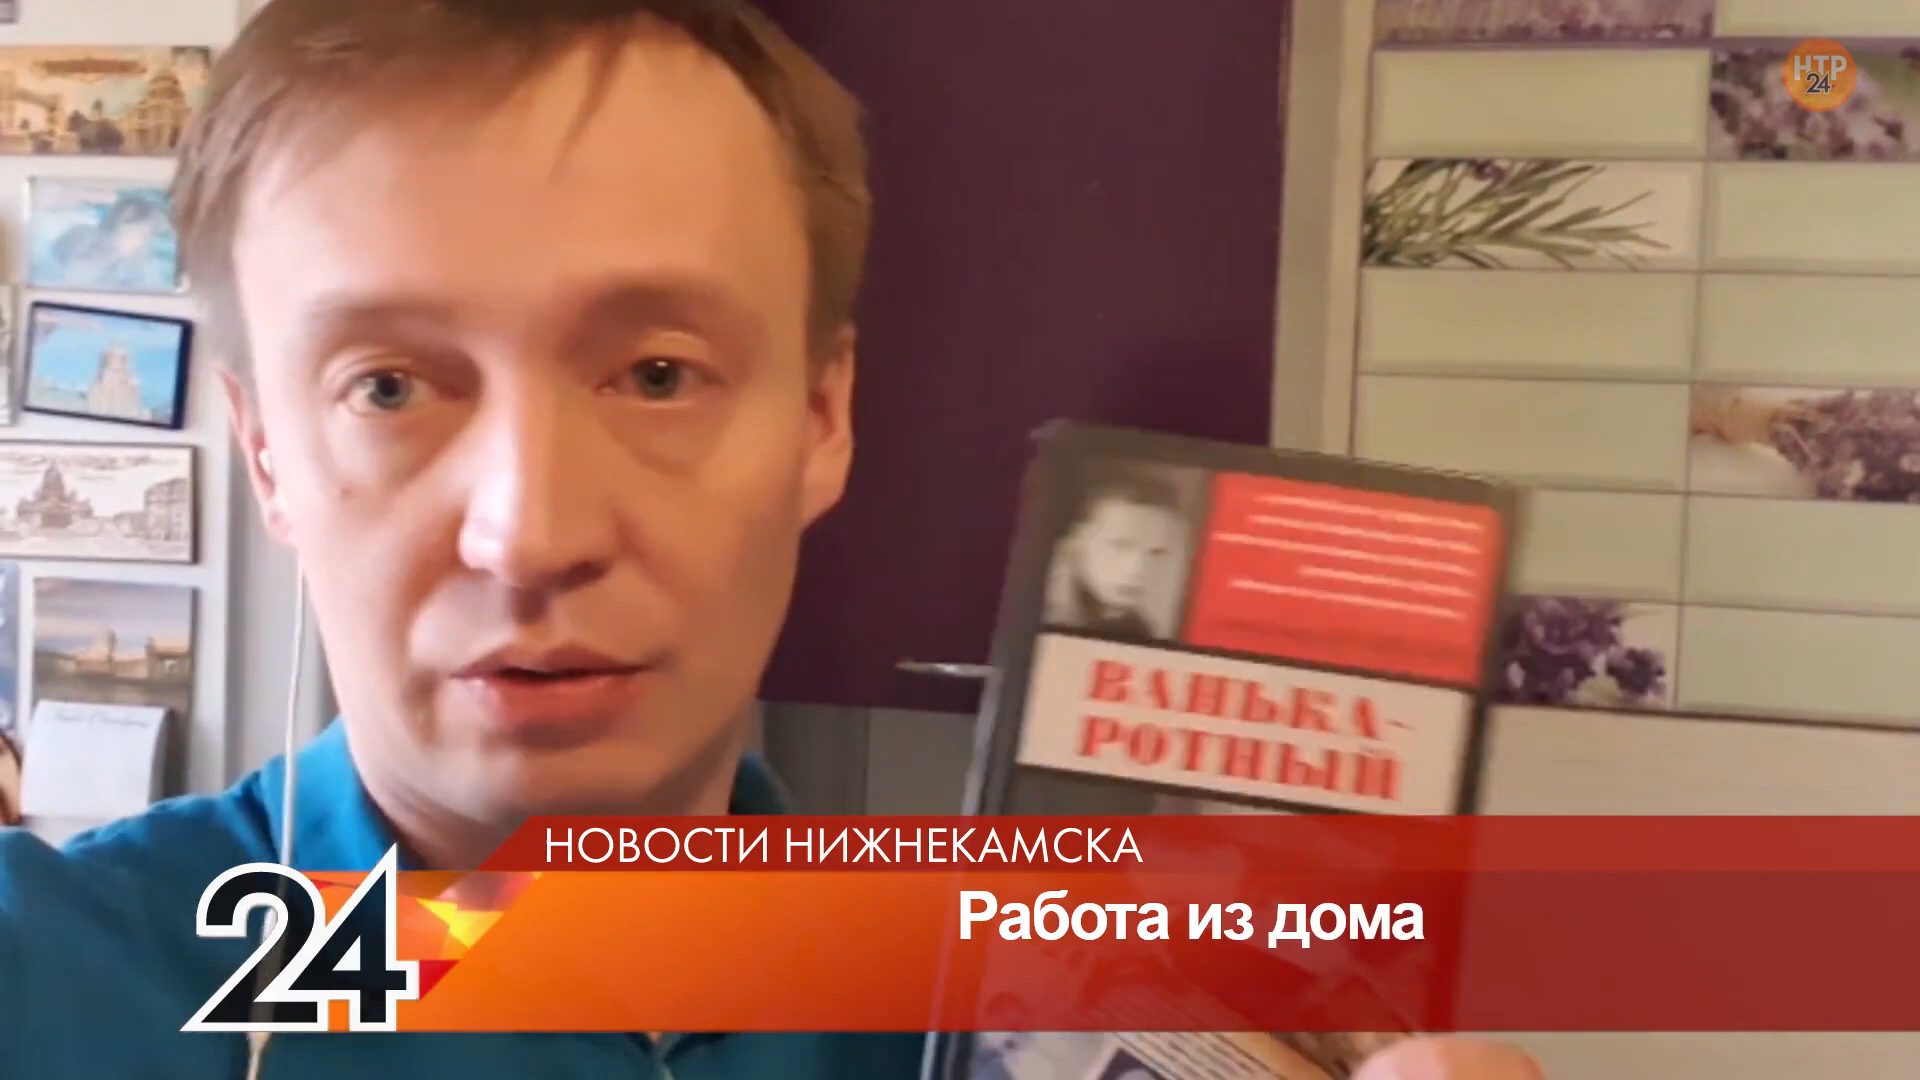 НТР
24
ВАНЬКА-
РОТНЫЙ
НОВОСТИ НИЖНЕКАМСКА
24
Работа из дома